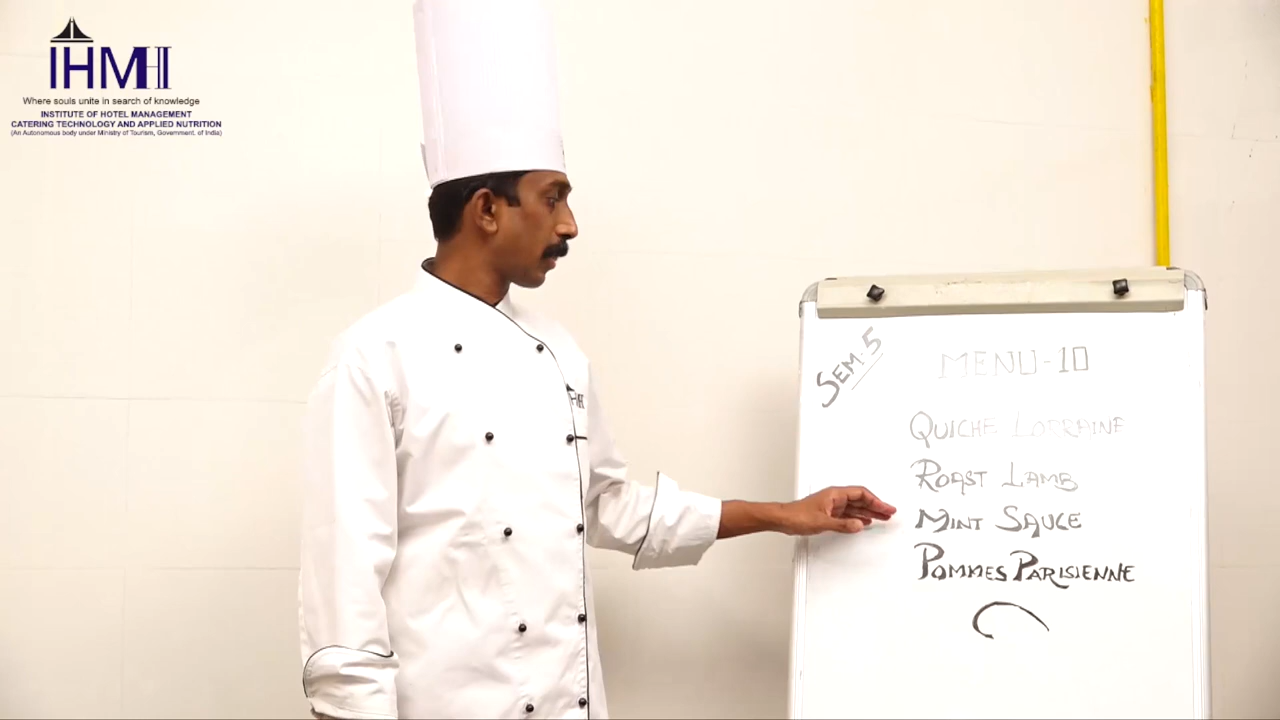 IHMH
Where souls unite in search of knowledge
INSTITUTE OF HOTEL MANAGEMENT
CATERING TECHNOLOGY AND APPLIED NUTRITION
(An Autonomous body under Ministry of Tourism, Government. of India)
SEM. 5
MENU-10
QUICHE LORRAINE
ROAST LAMB
MINT SAUCE
POMMES PARISIENNE